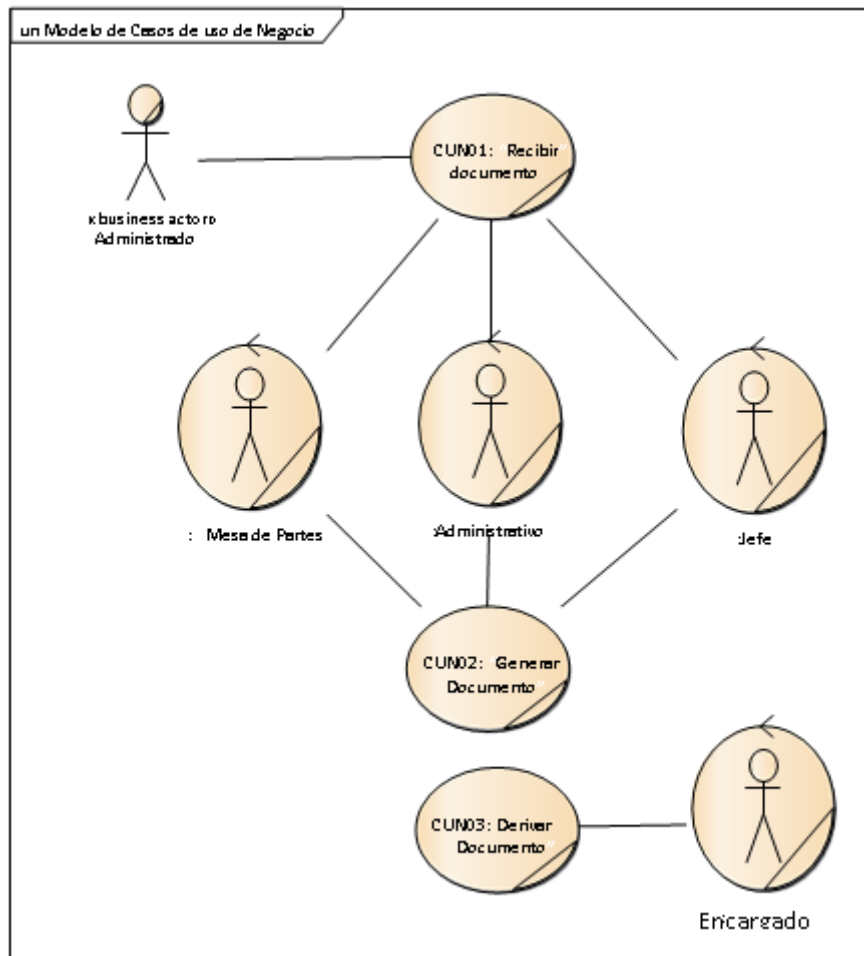 un Modelo de Casos de uso de Negocio
CUN01: "Recibir"
documento
«business actor»
Administrado
: Mesa de Partes
:Administrativo
:Jefe
CUN02: "Generar
Documento"
CUN03: Derivar
Documento"
Encargado